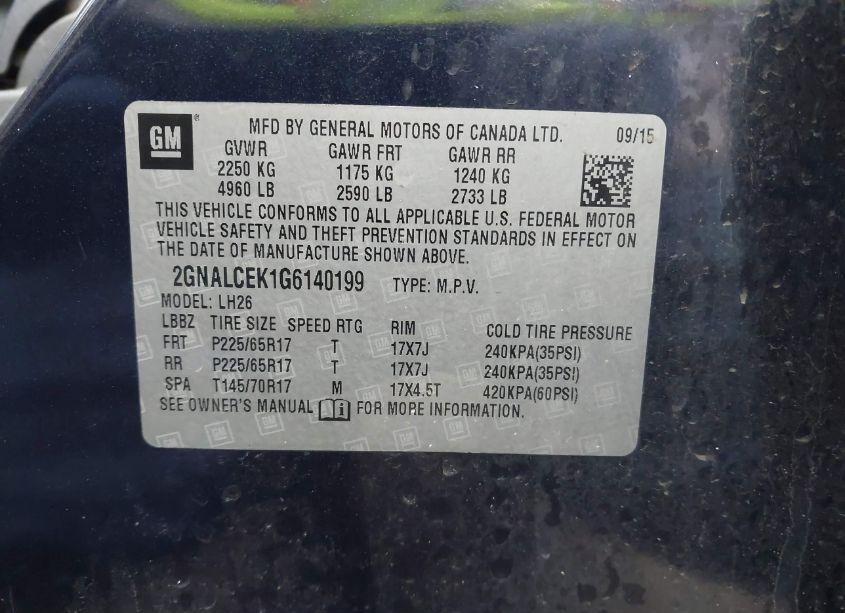 GM ® MFD BY GENERAL MOTORS OF CANADA LTD. 09/15
GVWR GAWR FRT GAWR RR
2250 KG 1175 KG 1240 KG
4960 LB 2590 LB 2733 LB
THIS VEHICLE CONFORMS TO ALL APPLICABLE U.S. FEDERAL MOTOR
VEHICLE SAFETY AND THEFT PREVENTION STANDARDS IN EFFECT ON
THE DATE OF MANUFACTURE SHOWN ABOVE.
2GNALCEK1G6140199 TYPE: M.P.V.
MODEL: LH26
LBBZ TIRE SIZE SPEED RTG RIM COLD TIRE PRESSURE
FRT P225/65R17 T 17X7J 240KPA(35PSI)
RR P225/65R17 T 17X7J 240KPA(35PSI)
SPA T145/70R17 M 17X4.5T 420KPA(60PSI)
SEE OWNER'S MANUAL FOR MORE INFORMATION.